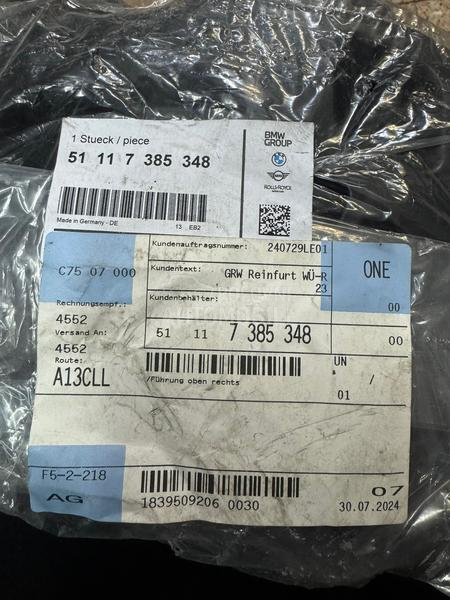 1 Stueck / piece
51 11 7 385 348
Made in Germany - DE
13 EB2
BMW
GROUP
ROLLS-ROYCE
Kundenauftragsnummer: 240729LE01
C75 07 000
Kundentext: GRW Reinfurt WÜ-R
23
ONE
Kundenbehälter:
00
Rechnungsempf.:
4552
Versand An:
4552
Route:
A13CLL
51 11 7 385 348
00
/Führung oben rechts
UN /
01
F5-2-218
AG
1839509206 0030
07
30.07.2024